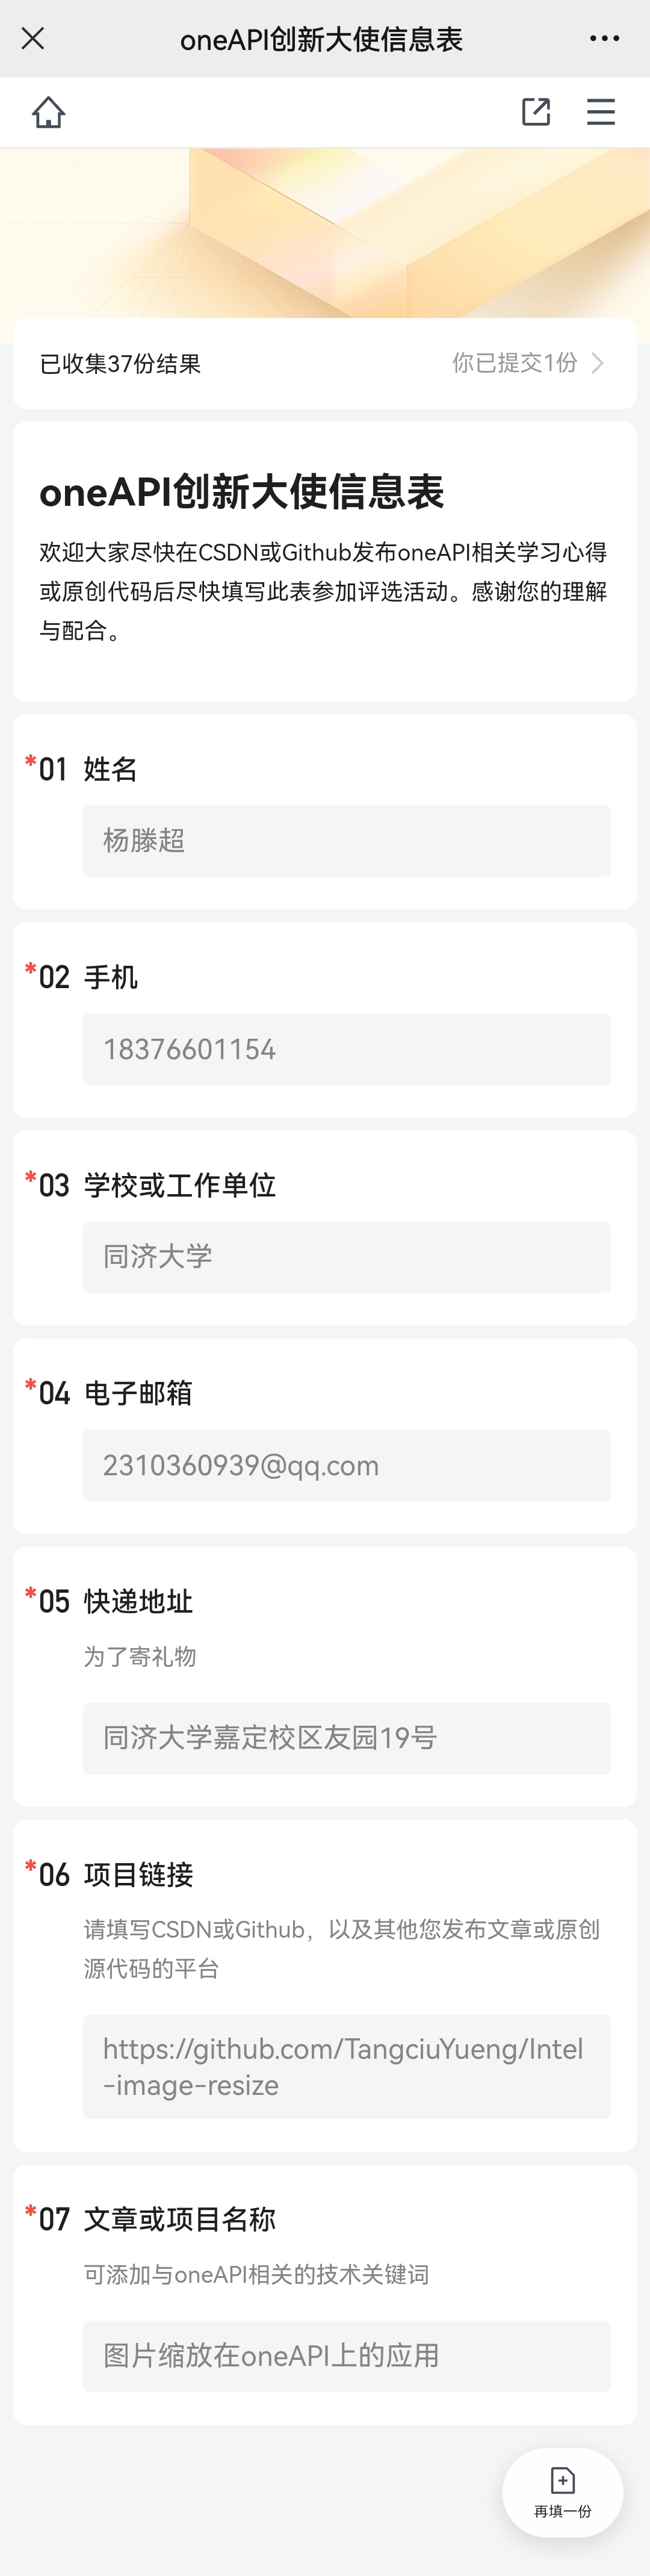 oneAPI创新大使信息表
已收集37份结果
你已提交1份
oneAPI创新大使信息表
欢迎大家尽快在CSDN或Github发布oneAPI相关学习心得
或原创代码后尽快填写此表参加评选活动。感谢您的理解
与配合。
*01 姓名
杨滕超
*02 手机
18376601154
*03 学校或工作单位
同济大学
*04 电子邮箱
2310360939@qq.com
*05 快递地址
为了寄礼物
同济大学嘉定校区友园19号
*06 项目链接
请填写CSDN或Github，以及其他您发布文章或原创
源代码的平台
https://github.com/TangciuYueng/Intel
-image-resize
*07 文章或项目名称
可添加与oneAPI相关的技术关键词
图片缩放在oneAPI上的应用
再填一份